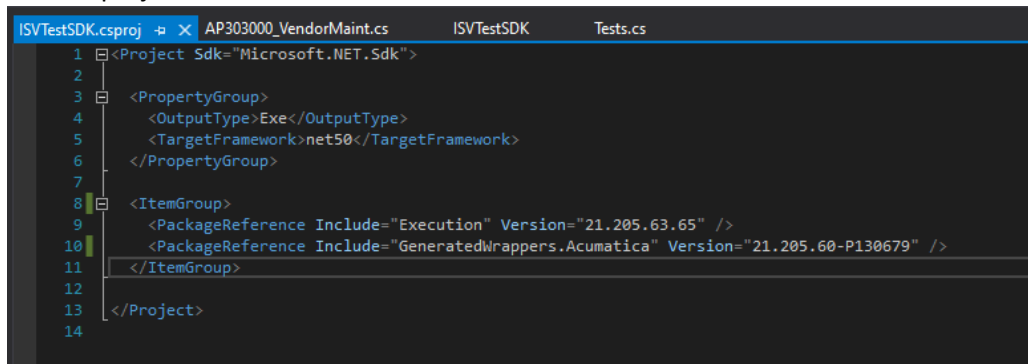 ISVTestSDK.csproj AP303000_VendorMaint.cs ISVTestSDK Tests.cs
1 <Project Sdk="Microsoft.NET.Sdk">
2
3 <PropertyGroup>
4 <OutputType>Exe</OutputType>
5 <TargetFramework>net50</TargetFramework>
6 </PropertyGroup>
7
8 <ItemGroup>
9 <PackageReference Include="Execution" Version="21.205.63.65" />
10 <PackageReference Include="GeneratedWrappers.Acumatica" Version="21.205.60-P130679" />
11 </ItemGroup>
12
13 </Project>
14